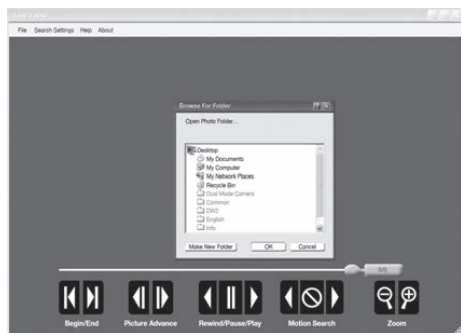 File Search Settings Help About
Browse For Folder
Open Photo Folder...
Desktop
My Documents
My Computer
My Network Places
Recycle Bin
Dual Mode Camera
Common
English
Info
Make New Folder OK Cancel
0/0
Begin/End Picture Advance Rewind/Pause/Play Motion Search Zoom